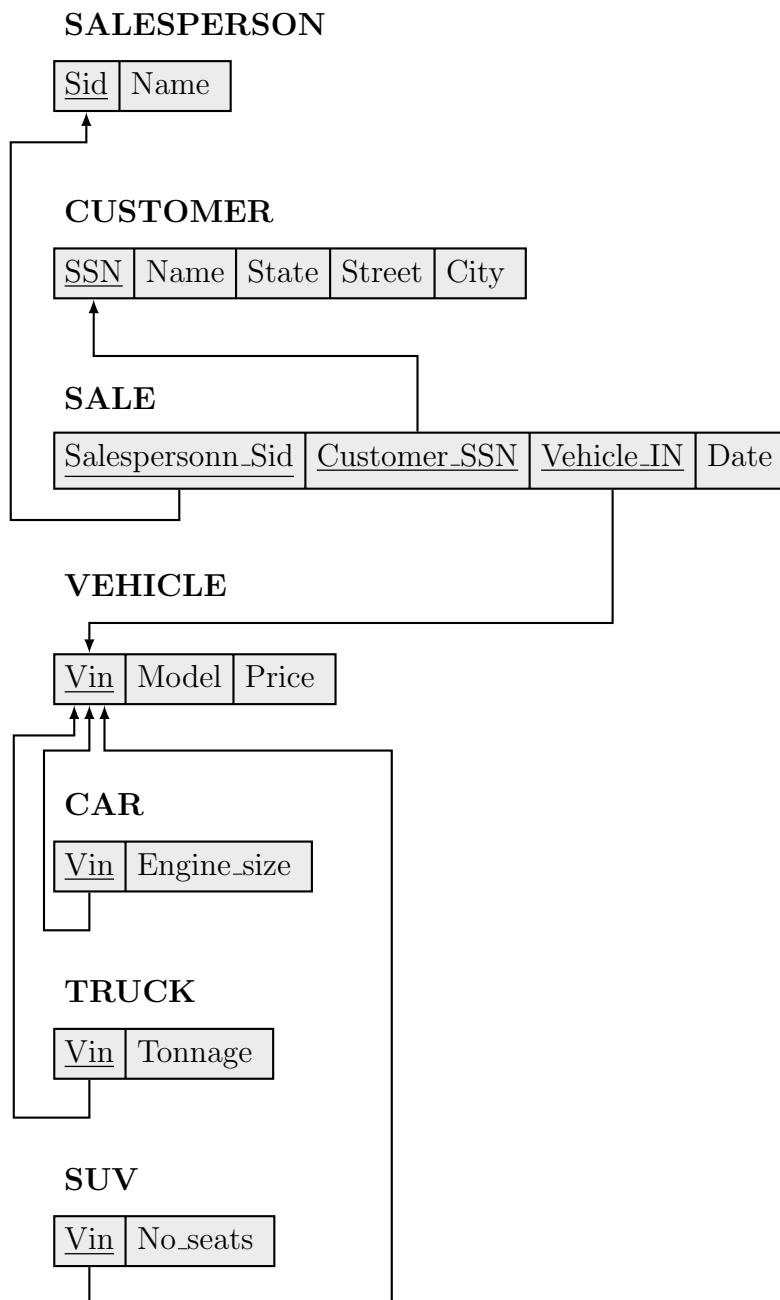 SALESPERSON
Sid Name
CUSTOMER
SSN Name State Street City
SALE
Salespersonn_Sid Customer_SSN Vehicle_IN Date
VEHICLE
Vin Model Price
CAR
Vin Engine_size
TRUCK
Vin Tonnage
SUV
Vin No_seats